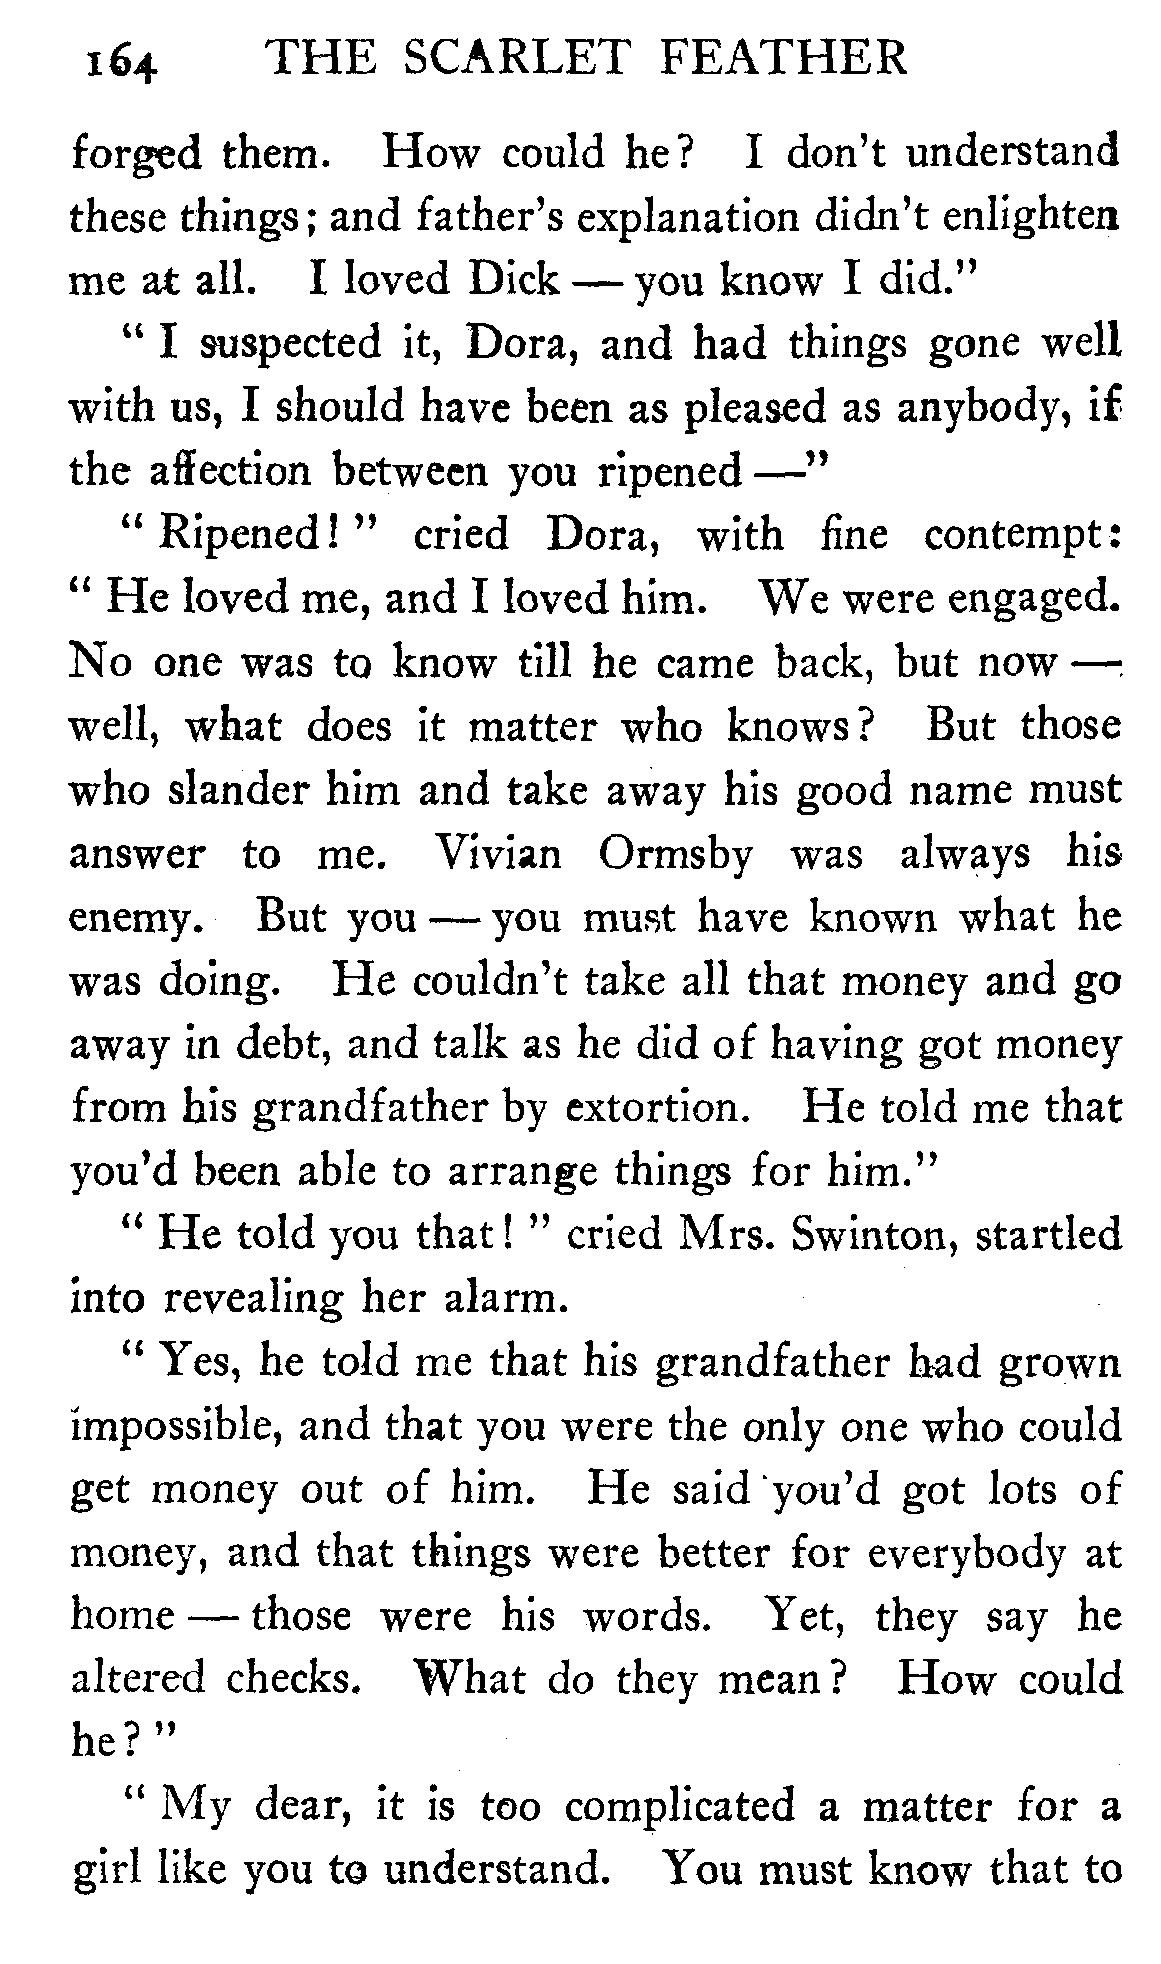 164 THE SCARLET FEATHER
forged them. How could he? I don't understand
these things; and father's explanation didn't enlighten
me at all. I loved Dick — you know I did."
" I suspected it, Dora, and had things gone well
with us, I should have been as pleased as anybody, if
the affection between you ripened —"
" Ripened! " cried Dora, with fine contempt:
" He loved me, and I loved him. We were engaged.
No one was to know till he came back, but now —
well, what does it matter who knows? But those
who slander him and take away his good name must
answer to me. Vivian Ormsby was always his
enemy. But you — you must have known what he
was doing. He couldn't take all that money and go
away in debt, and talk as he did of having got money
from his grandfather by extortion. He told me that
you'd been able to arrange things for him."
" He told you that! " cried Mrs. Swinton, startled
into revealing her alarm.
" Yes, he told me that his grandfather had grown
impossible, and that you were the only one who could
get money out of him. He said you'd got lots of
money, and that things were better for everybody at
home — those were his words. Yet, they say he
altered checks. What do they mean? How could
he? "
" My dear, it is too complicated a matter for a
girl like you to understand. You must know that to